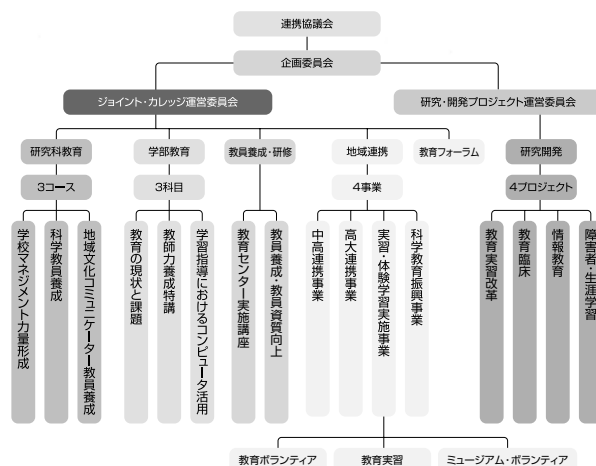 連携協議会
企画委員会
ジョイント・カレッジ運営委員会
研究・開発プロジェクト運営委員会
研究科教育
学部教育
教員養成・研修
地域連携
教育フォーラム
研究開発
3コース
3科目
4事業
4プロジェクト
学校マネジメント力量形成
科学教員養成
地域文化コミュニケーター教員養成
教育の現状と課題
教師力養成特講
学習指導におけるコンピュータ活用
教育センター実施講座
教員養成・教員資質向上
中高連携事業
高大連携事業
実習・体験学習実施事業
科学教育振興事業
教育実習改革
教育臨床
情報教育
障害者・生涯学習
教育ボランティア
教育実習
ミュージアム・ボランティア